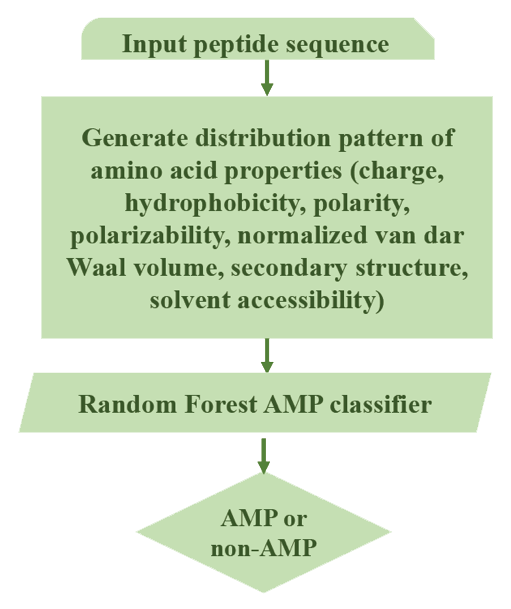 Input peptide sequence
Generate distribution pattern of
amino acid properties (charge,
hydrophobicity, polarity,
polarizability, normalized van dar
Waal volume, secondary structure,
solvent accessibility)
Random Forest AMP classifier
AMP or
non-AMP